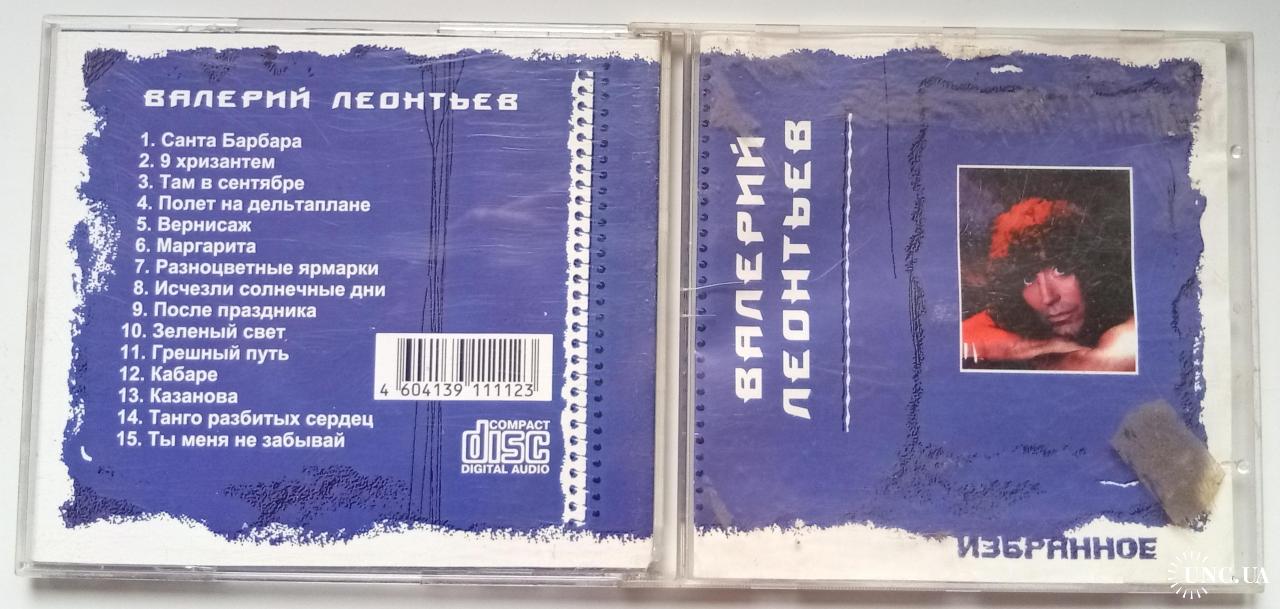 ВАЛЕРИЙ ЛЕОНТЬЕВ
1. Санта Барбара
2. 9 хризантем
3. Там в сентябре
4. Полет на дельтаплане
5. Вернисаж
6. Маргарита
7. Разноцветные ярмарки
8. Исчезли солнечные дни
9. После праздника
10. Зеленый свет
11. Грешный путь
12. Кабаре
13. Казанова
14. Танго разбитых сердец
15. Ты меня не забывай
4 604139 111123
COMPACT
disc
DIGITAL AUDIO
ВАЛЕРИЙ
ЛЕОНТЬЕВ
ИЗБРАННОЕ
UNC.UA